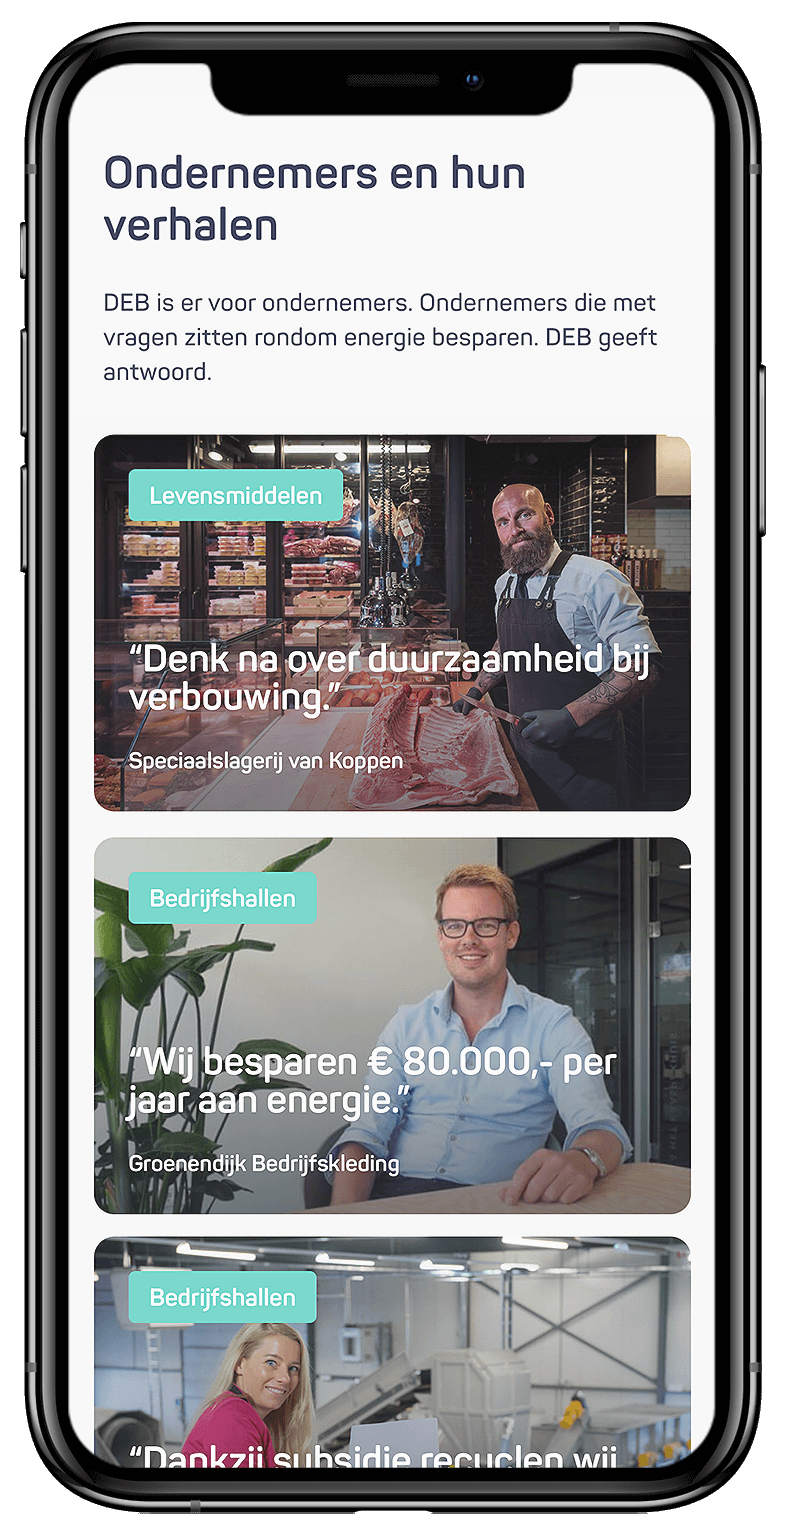 Ondernemers en hun
verhalen
DEB is er voor ondernemers. Ondernemers die met
vragen zitten rondom energie besparen. DEB geeft
antwoord.
Levensmiddelen
“Denk na over duurzaamheid bij
verbouwing.”
Speciaalslagerij van Koppen
Bedrijfshallen
“Wij besparen € 80.000,- per
jaar aan energie.”
Groenendijk Bedrijfskleding
Bedrijfshallen
“Dankzij subsidie recyclen wij